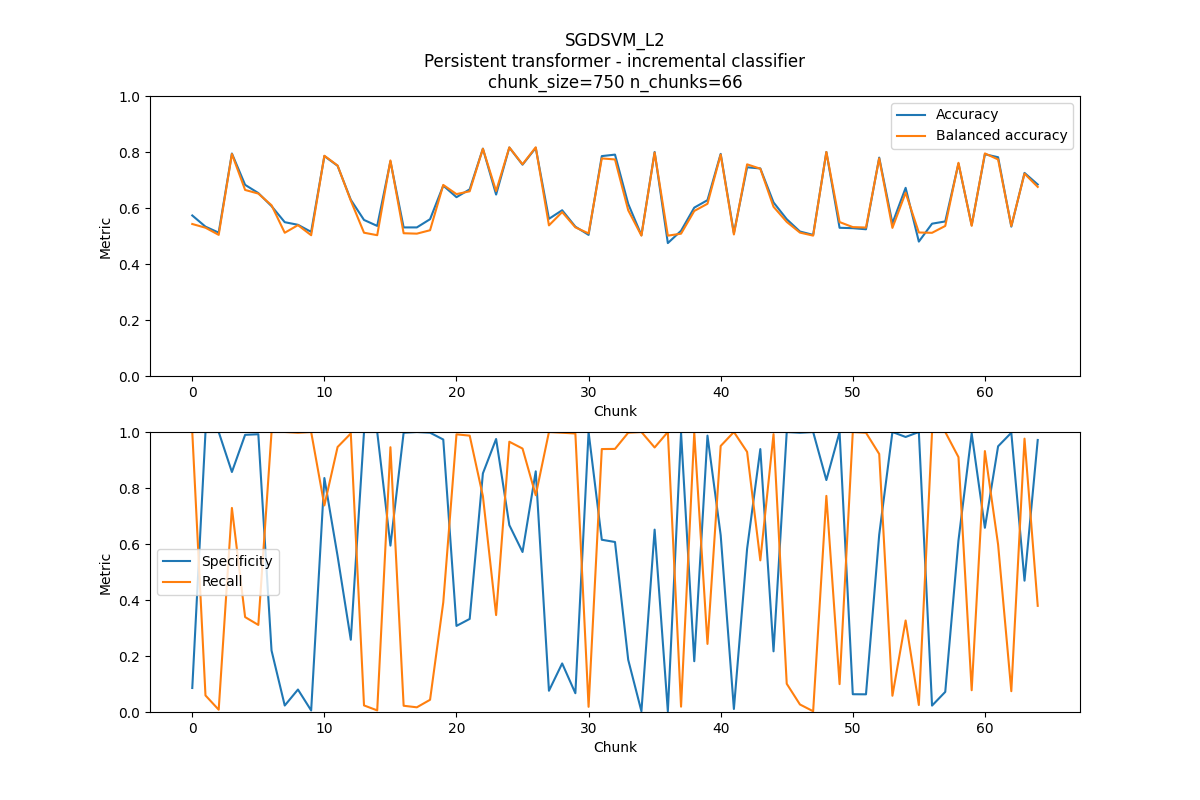 SGDSVM_L2
Persistent transformer - incremental classifier
chunk_size=750 n_chunks=66
1.0
0.8
0.6
0.4
0.2
0.0
Metric
Accuracy
Balanced accuracy
0 10 20 30 40 50 60
Chunk
1.0
0.8
0.6
0.4
0.2
0.0
Metric
Specificity
Recall
0 10 20 30 40 50 60
Chunk